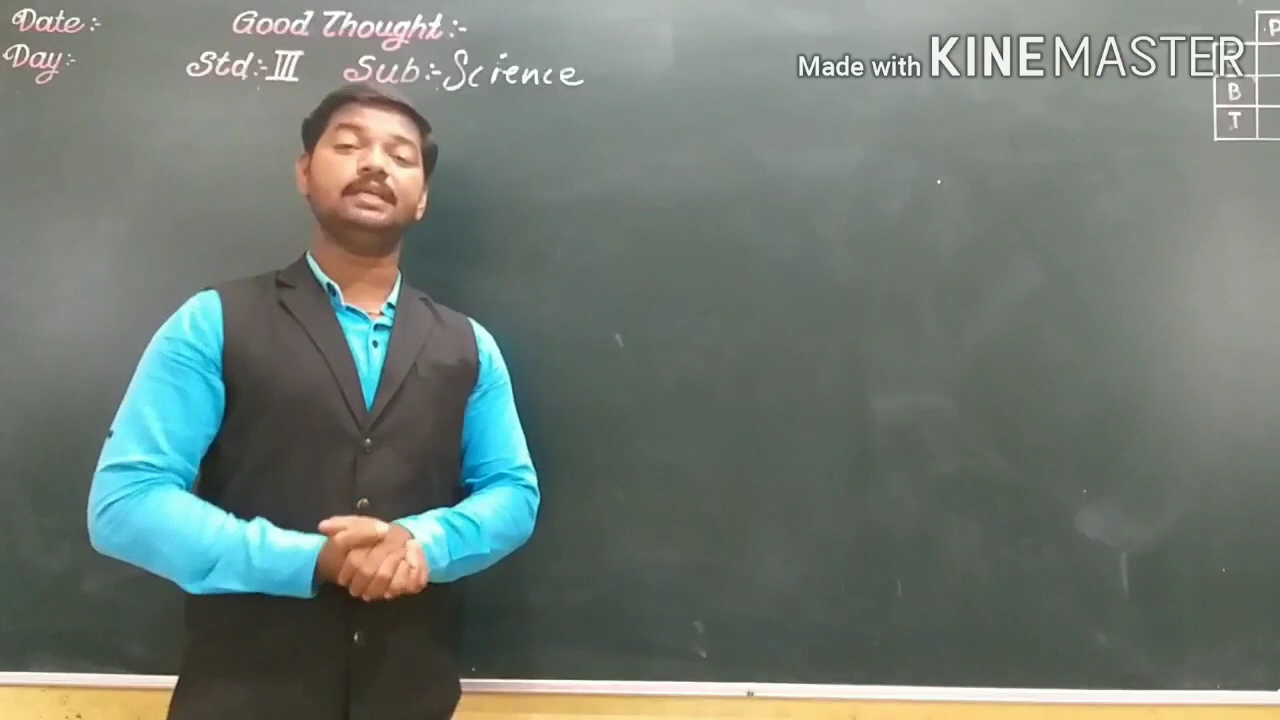 Date:-
Good Thought:-
Day:-
Std:-III Sub:-Science
Made with KINEMASTER
P
B
T